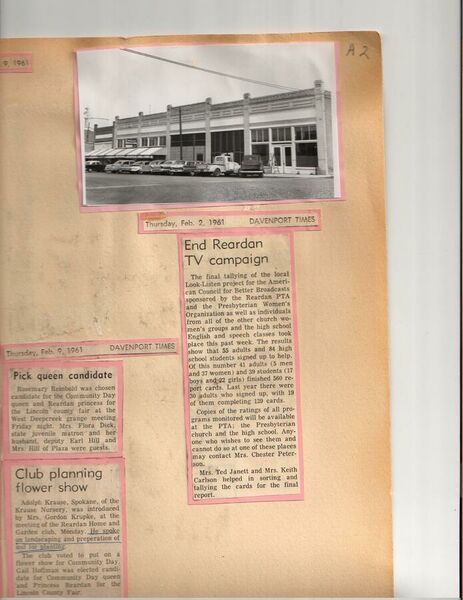 9, 1961
A 2
Thursday, Feb. 2, 1961 DAVENPORT TIMES
End Reardan
TV campaign
The final tallying of the local
Look-Listen project for the Ameri-
can Council for Better Broadcasts
sponsored by the Reardan PTA
and the Presbyterian Women's
Organization as well as individuals
from all of the other church wo-
men's groups and the high school
English and speech classes took
place this past week. The results
show that 55 adults and 84 high
school students signed up to help.
Of this number 41 adults (5 men
and 37 women) and 39 students (17
boys and 22 girls) finished 560 re-
port cards. Last year there were
30 adults who signed up, with 19
of them completing 129 cards.
Copies of the ratings of all pro-
grams monitored will be available
at the PTA; the Presbyterian
church and the high school. Any-
one who wishes to see them and
cannot do so at one of these places
may contact Mrs. Chester Peter-
son.
Mrs. Ted Janett and Mrs. Keith
Carlson helped in sorting and
tallying the cards for the final
report.
Thursday, Feb. 9, 1961 DAVENPORT TIMES
Pick queen candidate
Rosemary Reinbold was chosen
candidate for the Community Day
queen and Reardan princess for
the Lincoln county fair at the
West Deepcreek grange meeting
Friday night. Mrs. Flora Dick,
state juvenile matron and her
husband, deputy Earl Hill and
Mrs. Hill of Plaza were guests.
Club planning
flower show
Adolph Krause, Spokane, of the
Krause Nursery, was introduced
by Mrs. Gordon Krupke, at the
meeting of the Reardan Home and
Garden club, Monday. He spoke
on landscaping and preparation of
soil for planting.
The club voted to put on a
flower show for Community Day.
Gail Hoffman was elected candi-
date for Community Day queen
and Princess Reardan for the
Lincoln County Fair.